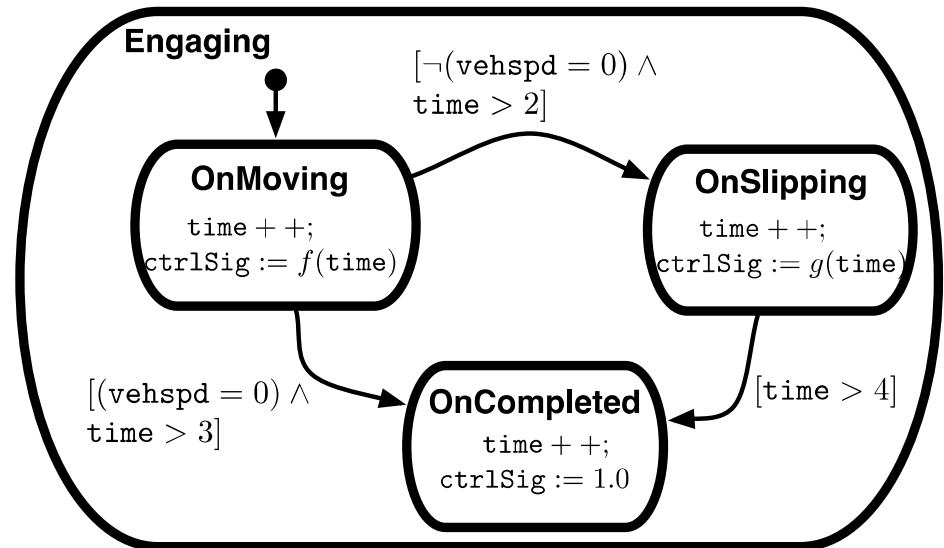 Engaging
[¬(vehspd = 0) ∧
time > 2]
OnMoving
time + +;
ctrlSig := f(time)
OnSlipping
time + +;
ctrlSig := g(time)
[(vehspd = 0) ∧
time > 3]
OnCompleted
time + +;
ctrlSig := 1.0
[time > 4]